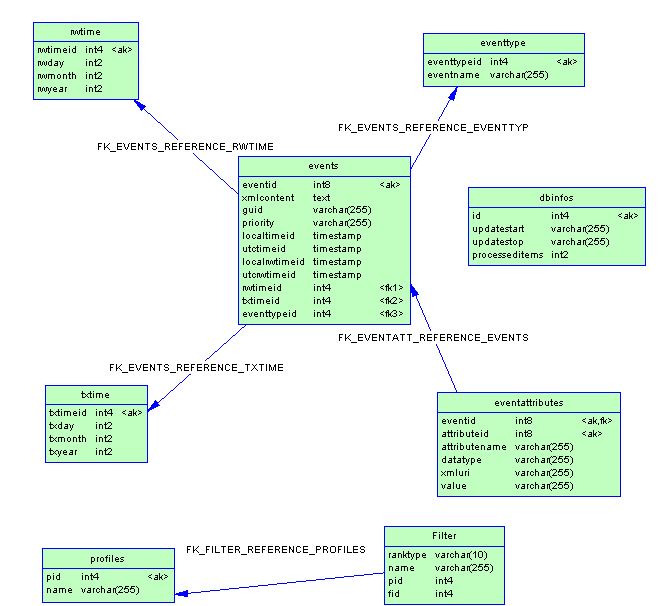 rwtime
rwtimeid int4 <ak>
rwday int2
rwmonth int2
rwyear int2
eventtype
eventtypeid int4 <ak>
eventname varchar(255)
FK_EVENTS_REFERENCE_EVENTTYP
FK_EVENTS_REFERENCE_RWTIME
events
eventid int8 <ak>
xmlcontent text
guid varchar(255)
priority varchar(255)
localtimeid timestamp
utctimeid timestamp
localrwtimeid timestamp
utcrwtimeid timestamp
rwtimeid int4 <fk1>
txtimeid int4 <fk2>
eventtypeid int4 <fk3>
dbinfos
id int4 <ak>
updatestart varchar(255)
updatestop varchar(255)
processeditems int2
FK_EVENTATT_REFERENCE_EVENTS
FK_EVENTS_REFERENCE_TXTIME
txtime
txtimeid int4 <ak>
txday int2
txmonth int2
txyear int2
eventattributes
eventid int8 <ak,fk>
attributeid int8 <ak>
attributename varchar(255)
datatype varchar(255)
xmluri varchar(255)
value varchar(255)
profiles
pid int4 <ak>
name varchar(255)
FK_FILTER_REFERENCE_PROFILES
Filter
ranktype varchar(10)
name varchar(255)
pid int4
fid int4